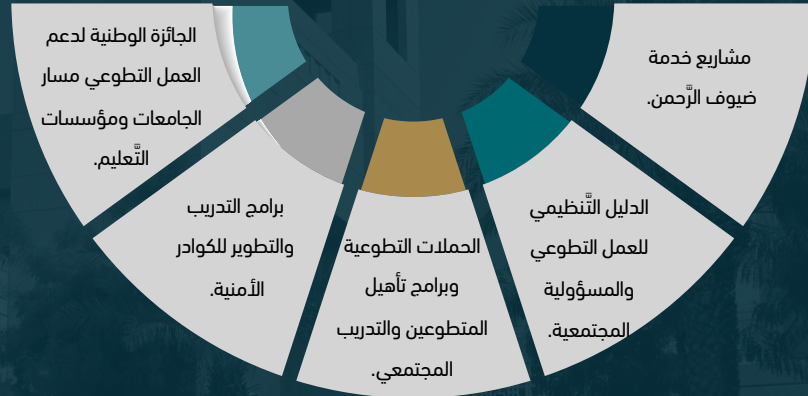 مشاريع خدمة
ضيوف الرَّحمن.
الدليل التَّنظيمي
للعمل التطوعي
والمسؤولية
المجتمعية.
الحملات التطوعية
وبرامج تأهيل
المتطوعين والتدريب
المجتمعي.
برامج التدريب
والتطوير للكوادر
الأمنية.
الجائزة الوطنية لدعم
العمل التطوعي مسار
الجامعات ومؤسسات
التَّعليم.